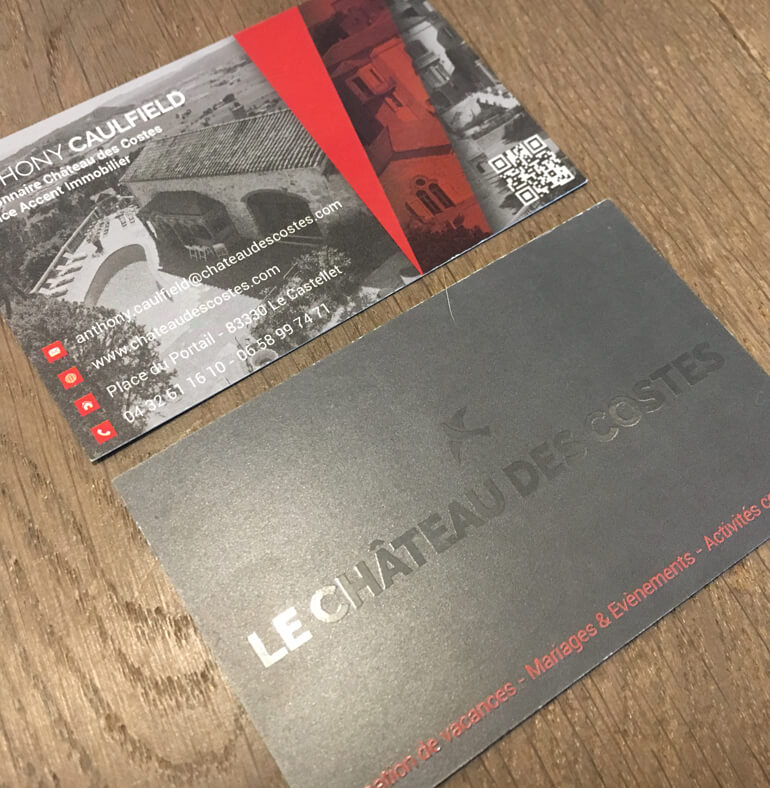 HONY CAULFIELD
onnaire Château des Costes
ce Accent Immobilier
anthony.caulfield@chateaudescostes.com
www.chateaudescostes.com
Place du Portail - 83330 Le Castellet
04 32 61 16 10 - 06 58 99 74 71
LE CHÂTEAU DES COSTES
ation de vacances - Mariages & Evènements - Activités c